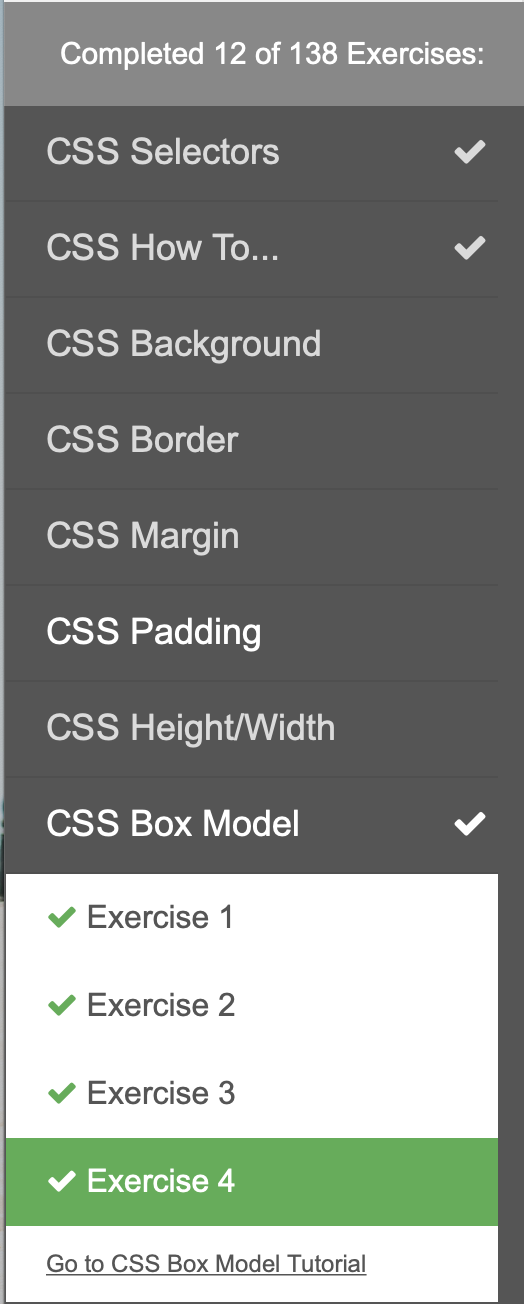 Completed 12 of 138 Exercises:
CSS Selectors
CSS How To...
CSS Background
CSS Border
CSS Margin
CSS Padding
CSS Height/Width
CSS Box Model
Exercise 1
Exercise 2
Exercise 3
Exercise 4
Go to CSS Box Model Tutorial